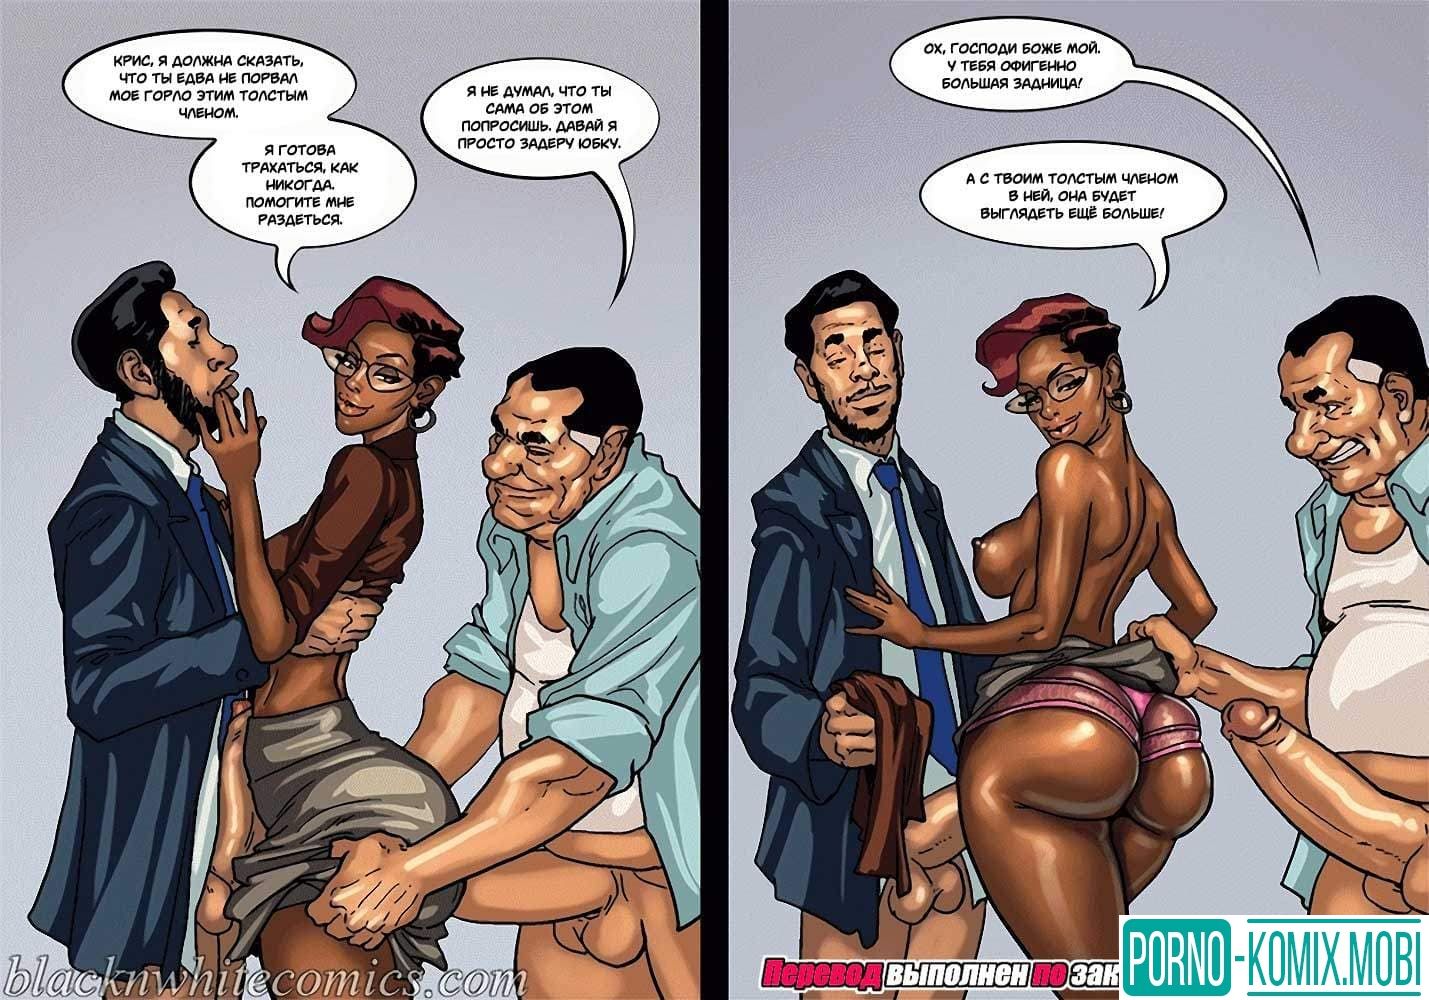 КРИС, Я ДОЛЖНА СКАЗАТЬ,
ЧТО ТЫ ЕДВА НЕ ПОРВАЛ
МОЕ ГОРЛО ЭТИМ ТОЛСТЫМ
ЧЛЕНОМ.
Я ГОТОВА
ТРАХАТЬСЯ, КАК
НИКОГДА.
ПОМОГИТЕ МНЕ
РАЗДЕТЬСЯ.
Я НЕ ДУМАЛ, ЧТО ТЫ
САМА ОБ ЭТОМ
ПОПРОСИШЬ. ДАВАЙ Я
ПРОСТО ЗАДЕРУ ЮБКУ.
ОХ, ГОСПОДИ БОЖЕ МОЙ.
У ТЕБЯ ОФИГЕННО
БОЛЬШАЯ ЗАДНИЦА!
А С ТВОИМ ТОЛСТЫМ ЧЛЕНОМ
В НЕЙ, ОНА БУДЕТ
ВЫГЛЯДЕТЬ ЕЩЁ БОЛЬШЕ!
blacknwhitecomics.com
Перевод выполнен по зак
PORNO-KOMIX.MOBI